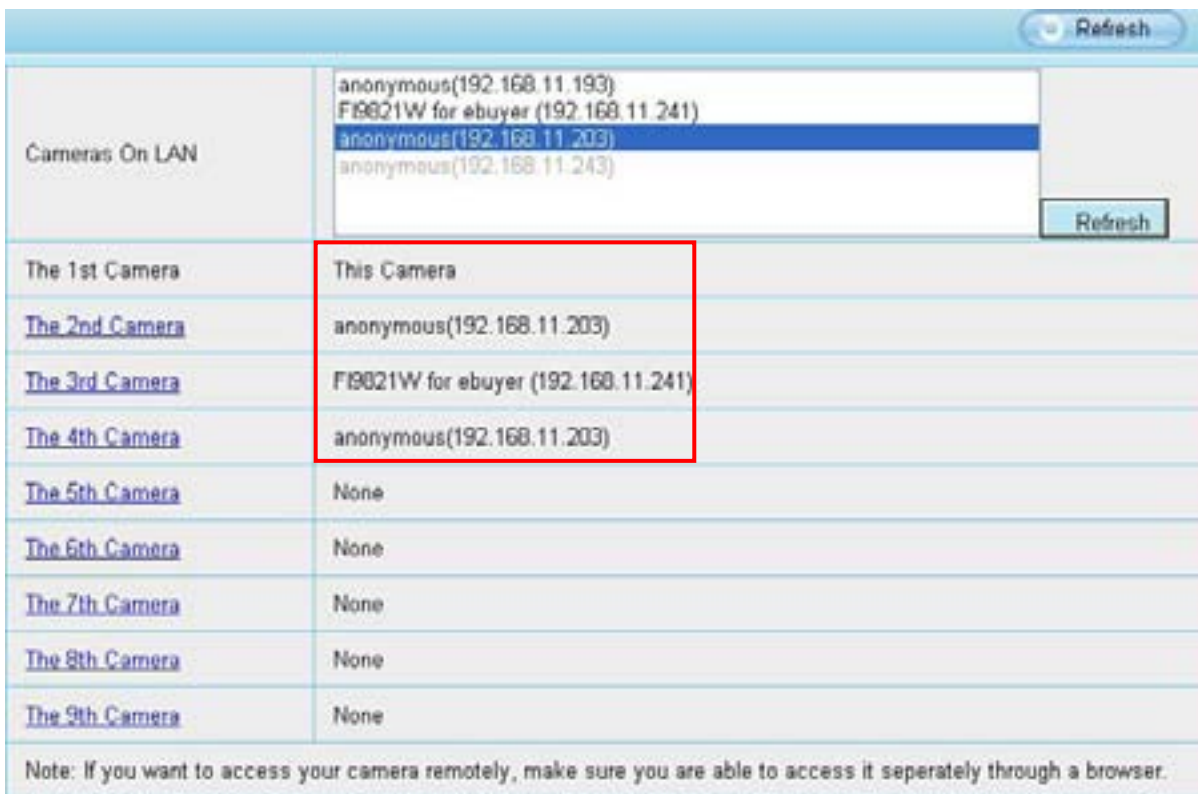 Refresh
Cameras On LAN
anonymous(192.168.11.193)
FI9821W for ebuyer (192.168.11.241)
anonymous(192.168.11.203)
anonymous(192.168.11.243)
Refresh
The 1st Camera This Camera
The 2nd Camera anonymous(192.168.11.203)
The 3rd Camera FI9821W for ebuyer (192.168.11.241)
The 4th Camera anonymous(192.168.11.203)
The 5th Camera None
The 6th Camera None
The 7th Camera None
The 8th Camera None
The 9th Camera None
Note: If you want to access your camera remotely, make sure you are able to access it seperately through a browser.